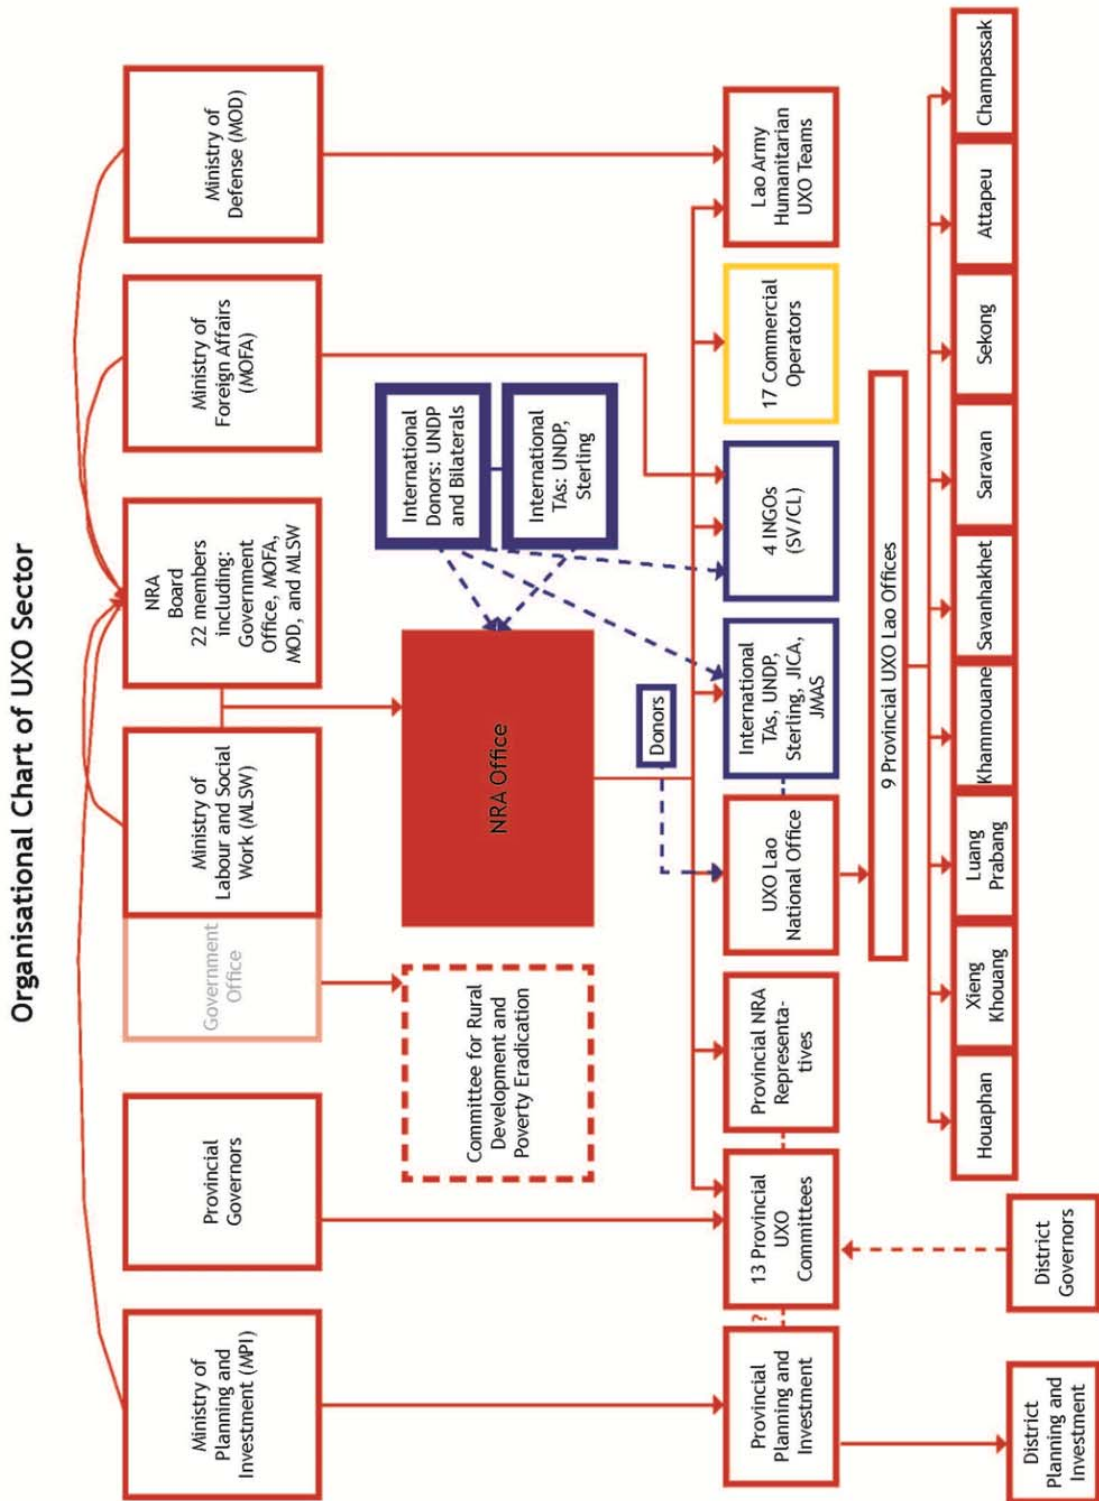 Organisational Chart of UXO Sector
Ministry of
Planning and
Investment (MPI)
Provincial
Governors
Government
Office
Ministry of
Labour and Social
Work (MLSW)
NRA
Board
22 members
including:
Government
Office, MOFA,
MOD, and MLSW
Ministry of
Foreign Affairs
(MOFA)
Ministry of
Defense (MOD)
Committee for Rural
Development and
Poverty Eradication
NRA Office
International
Donors: UNDP
and Bilaterals
International
TAs: UNDP,
Sterling
Donors
Provincial
Planning and
Investment
?
13 Provincial
UXO
Committees
Provincial NRA
Representa-
tives
UXO Lao
National Office
International
TAs, UNDP,
Sterling, JICA,
JMAS
4 INGOs
(SV/CL)
17 Commercial
Operators
Lao Army
Humanitarian
UXO Teams
9 Provincial UXO Lao Offices
District
Planning and
Investment
District
Governors
Houaphan
Xieng
Khouang
Luang
Prabang
Khammouane
Savanhakhet
Saravan
Sekong
Attapeu
Champassak